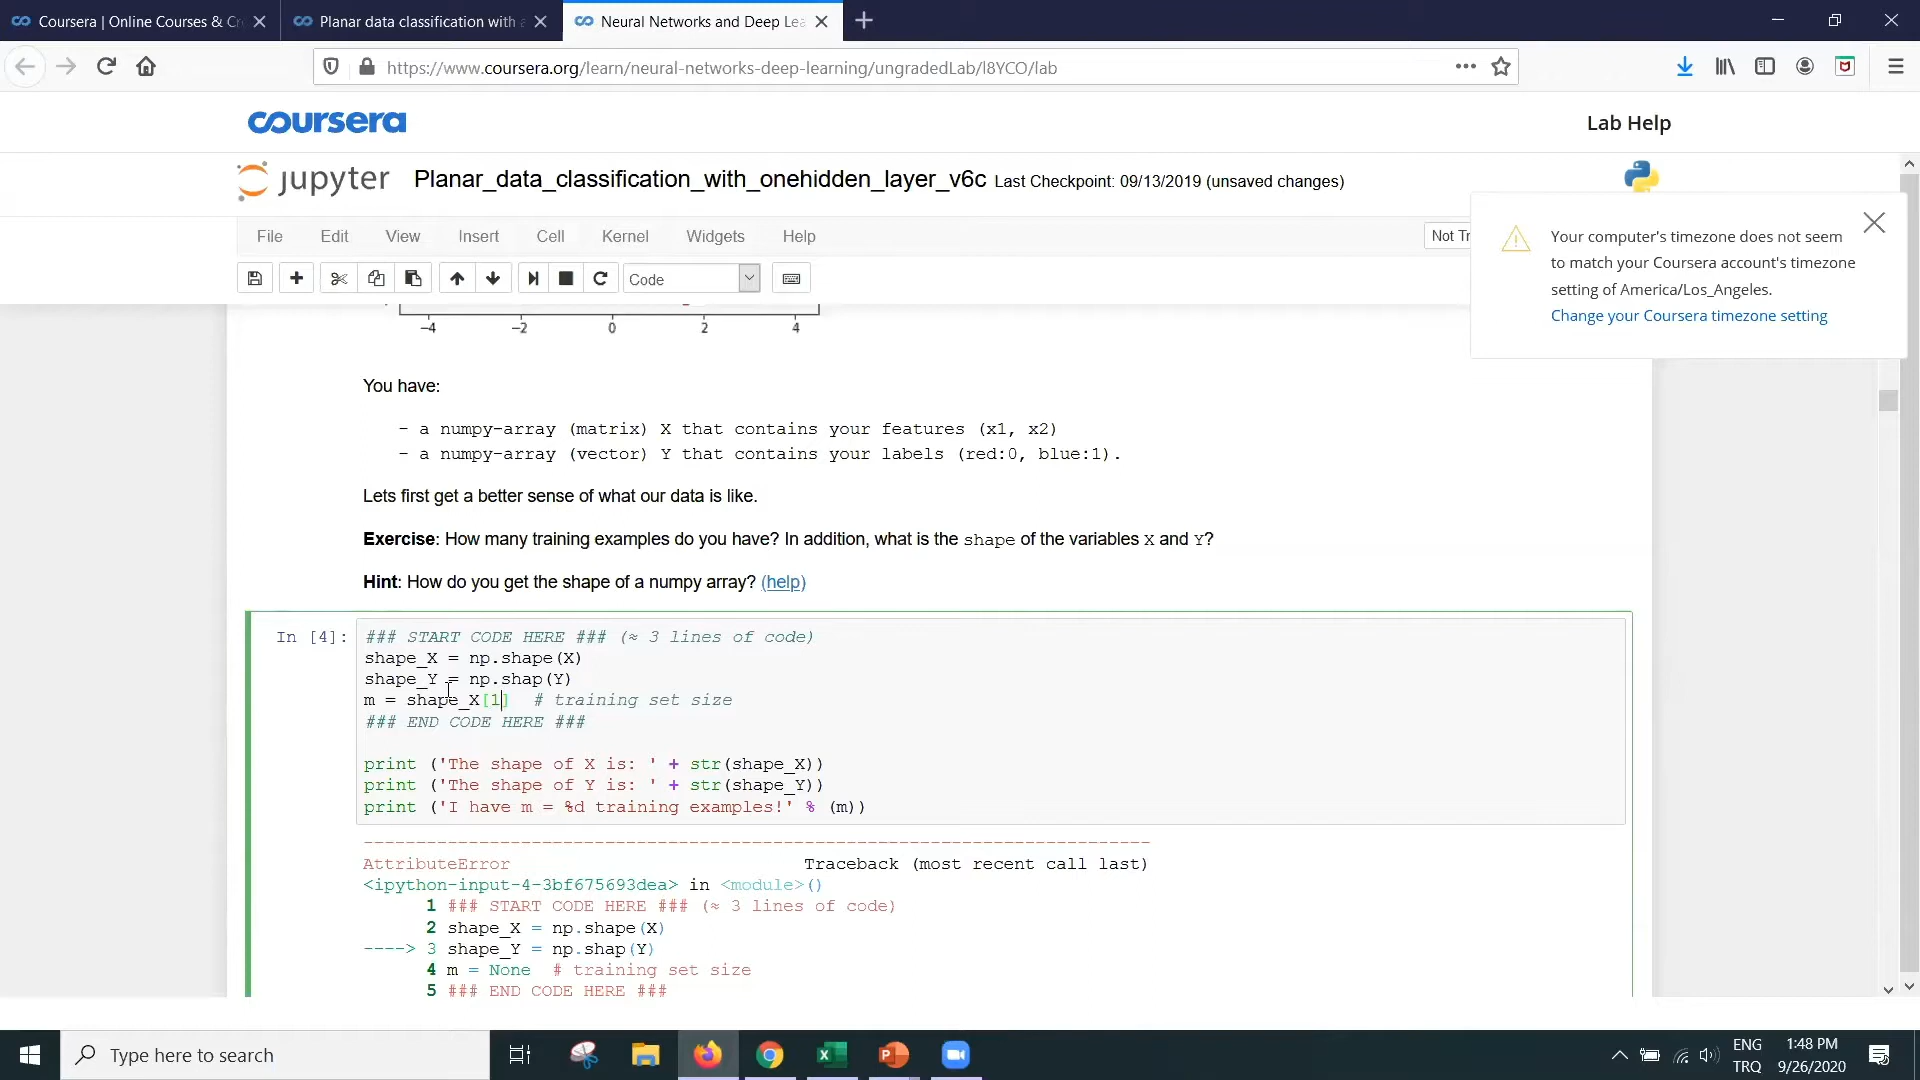 Coursera | Online Courses & Cr
Planar data classification with a
Neural Networks and Deep Lea
https://www.coursera.org/learn/neural-networks-deep-learning/ungradedLab/l8YCO/lab
coursera
Lab Help
jupyter Planar_data_classification_with_onehidden_layer_v6c Last Checkpoint: 09/13/2019 (unsaved changes)
File Edit View Insert Cell Kernel Widgets Help
Not Tr
Code
Your computer's timezone does not seem
to match your Coursera account's timezone
setting of America/Los_Angeles.
Change your Coursera timezone setting
-4 -2 0 2 4
You have:
- a numpy-array (matrix) X that contains your features (x1, x2)
- a numpy-array (vector) Y that contains your labels (red:0, blue:1).
Lets first get a better sense of what our data is like.
Exercise: How many training examples do you have? In addition, what is the shape of the variables X and Y?
Hint: How do you get the shape of a numpy array? (help)
In [4]:
### START CODE HERE ### (≈ 3 lines of code)
shape_X = np.shape(X)
shape_Y = np.shap(Y)
m = shape_X[1]  # training set size
### END CODE HERE ###
print ('The shape of X is: ' + str(shape_X))
print ('The shape of Y is: ' + str(shape_Y))
print ('I have m = %d training examples!' % (m))
---------------------------------------------------------------------------
AttributeError Traceback (most recent call last)
<ipython-input-4-3bf675693dea> in <module>()
1 ### START CODE HERE ### (≈ 3 lines of code)
2 shape_X = np.shape(X)
----> 3 shape_Y = np.shap(Y)
4 m = None  # training set size
5 ### END CODE HERE ###
Type here to search
ENG
TRQ
1:48 PM
9/26/2020